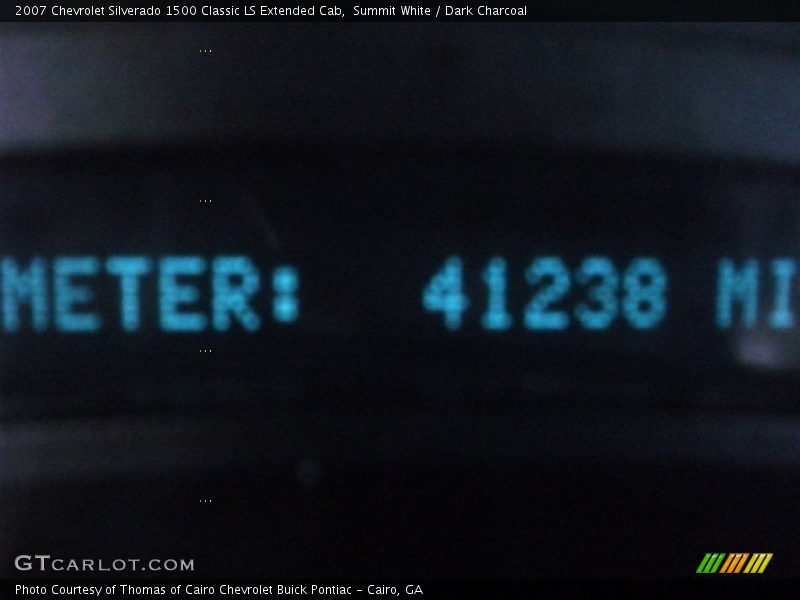 2007 Chevrolet Silverado 1500 Classic LS Extended Cab,  Summit White / Dark Charcoal
METER:  41238 MI
GTCARLOT.COM
Photo Courtesy of Thomas of Cairo Chevrolet Buick Pontiac - Cairo, GA